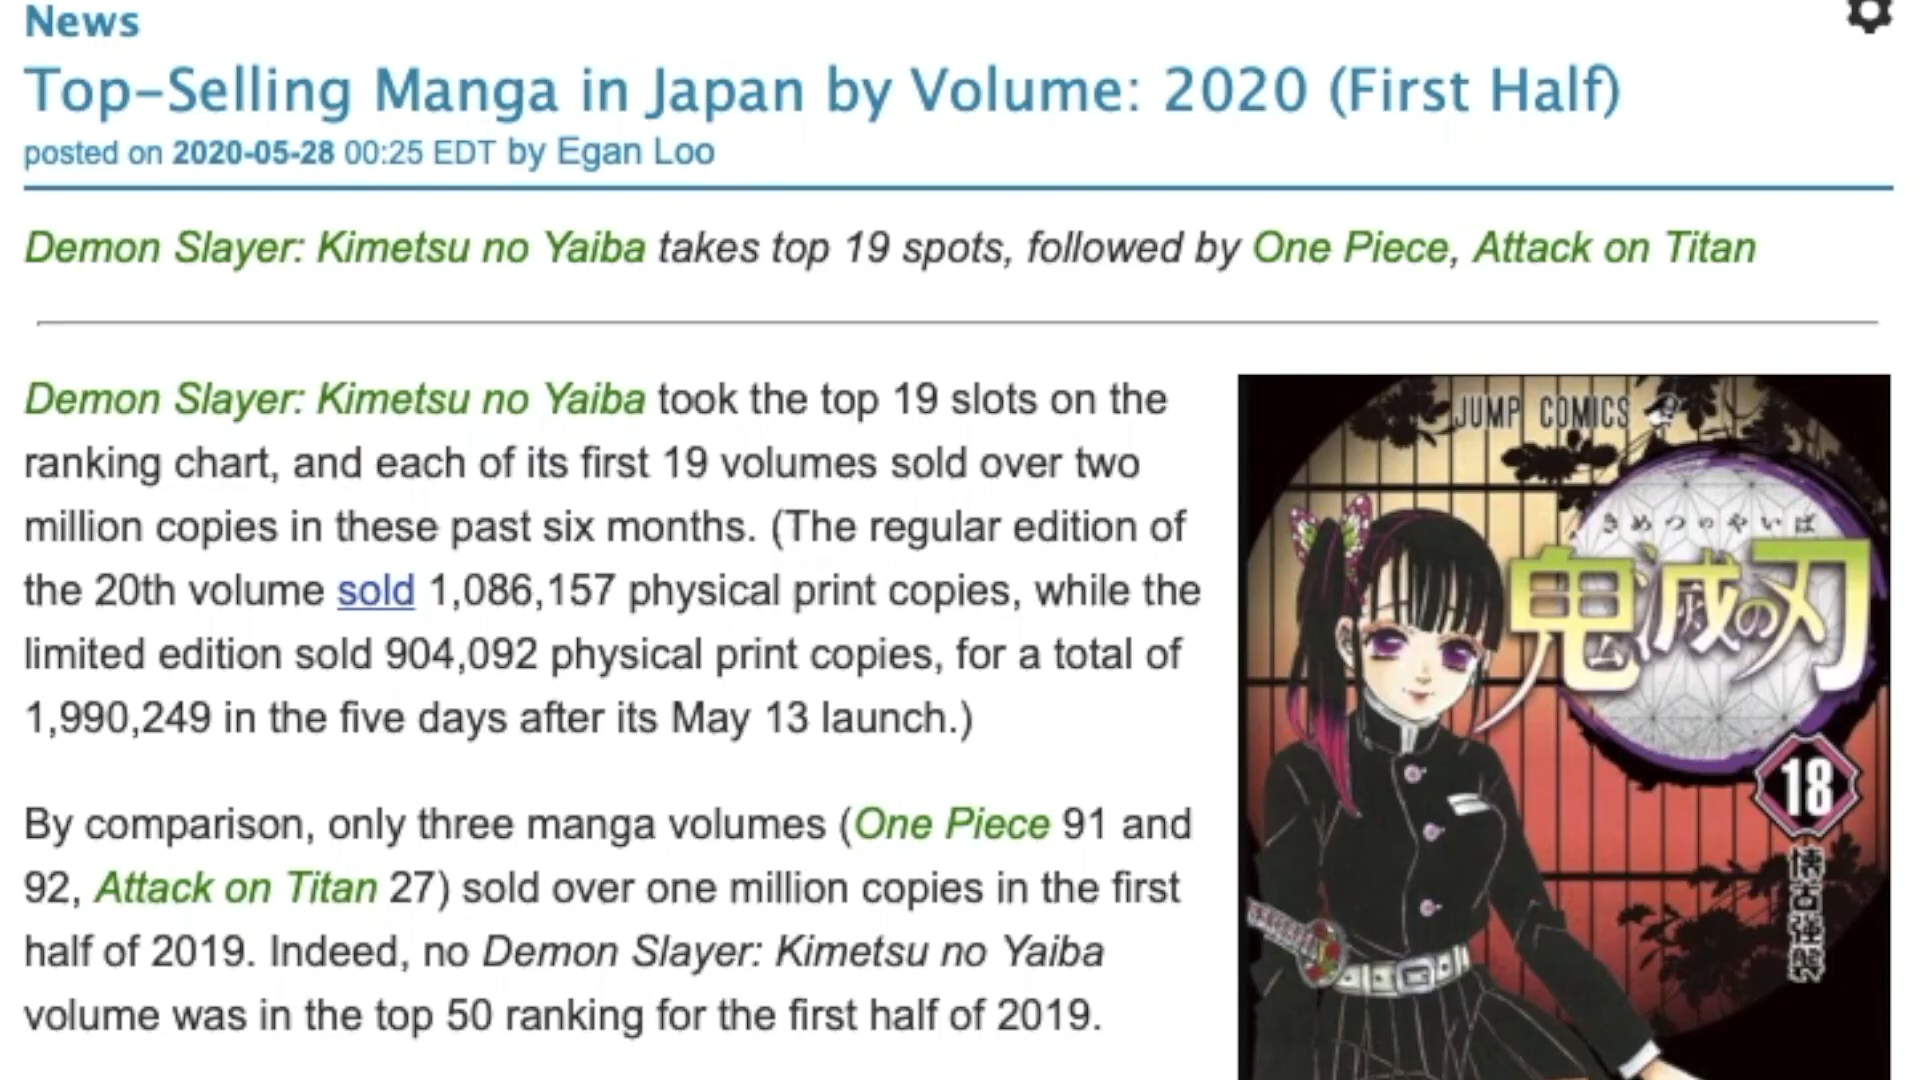 News
Top-Selling Manga in Japan by Volume: 2020 (First Half)
posted on 2020-05-28 00:25 EDT by Egan Loo
Demon Slayer: Kimetsu no Yaiba takes top 19 spots, followed by One Piece, Attack on Titan
Demon Slayer: Kimetsu no Yaiba took the top 19 slots on the
ranking chart, and each of its first 19 volumes sold over two
million copies in these past six months. (The regular edition of
the 20th volume sold 1,086,157 physical print copies, while the
limited edition sold 904,092 physical print copies, for a total of
1,990,249 in the five days after its May 13 launch.)
By comparison, only three manga volumes (One Piece 91 and
92, Attack on Titan 27) sold over one million copies in the first
half of 2019. Indeed, no Demon Slayer: Kimetsu no Yaiba
volume was in the top 50 ranking for the first half of 2019.
JUMP COMICS
きめつのやいば
鬼滅の刃
18